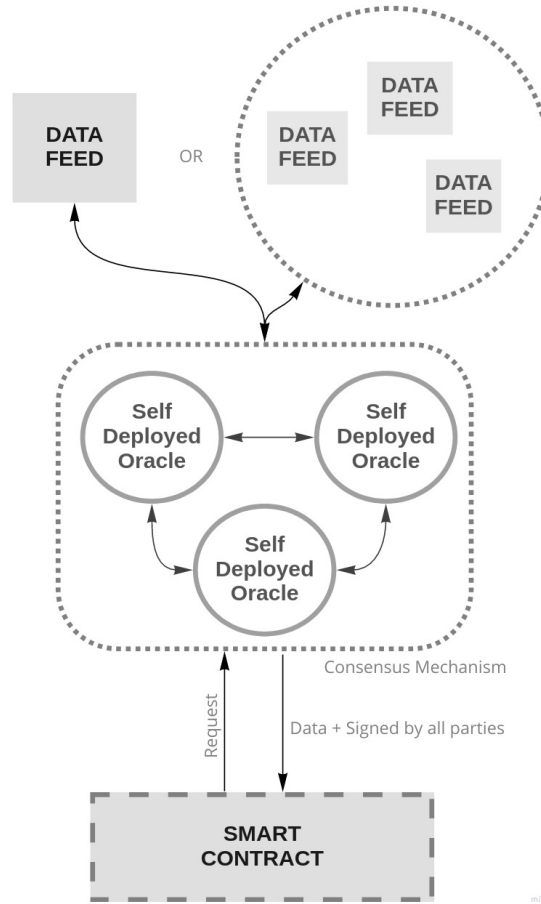 DATA
FEED
OR
DATA
FEED
DATA
FEED
DATA
FEED
Self
Deployed
Oracle
Self
Deployed
Oracle
Self
Deployed
Oracle
Consensus Mechanism
Request
Data + Signed by all parties
SMART
CONTRACT